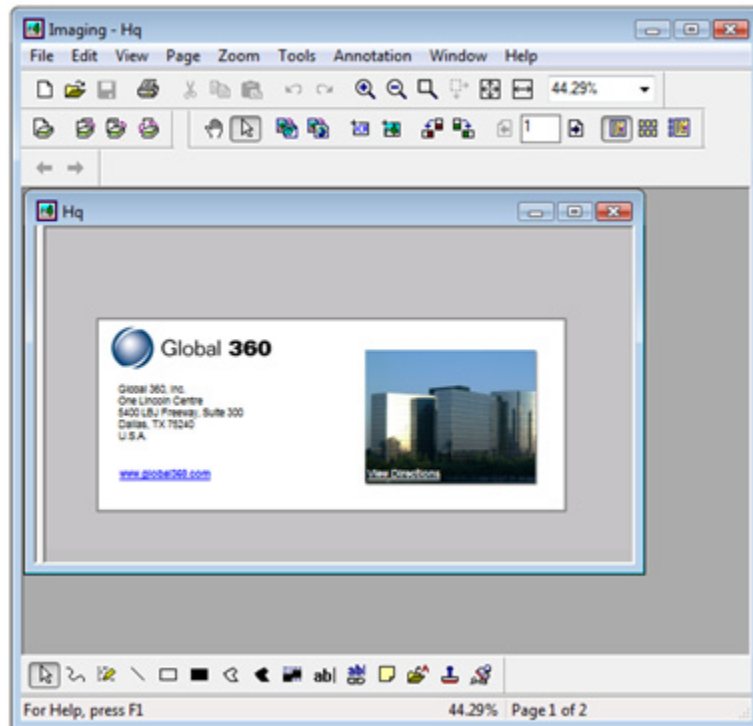 Imaging - Hq
File Edit View Page Zoom Tools Annotation Window Help
44.29%
1
Hq
Global 360
Global 360, Inc.
One Lincoln Centre
5400 LBJ Freeway, Suite 300
Dallas, TX 75240
U.S.A.
www.global360.com
View Directions
ab|
For Help, press F1
44.29%
Page 1 of 2